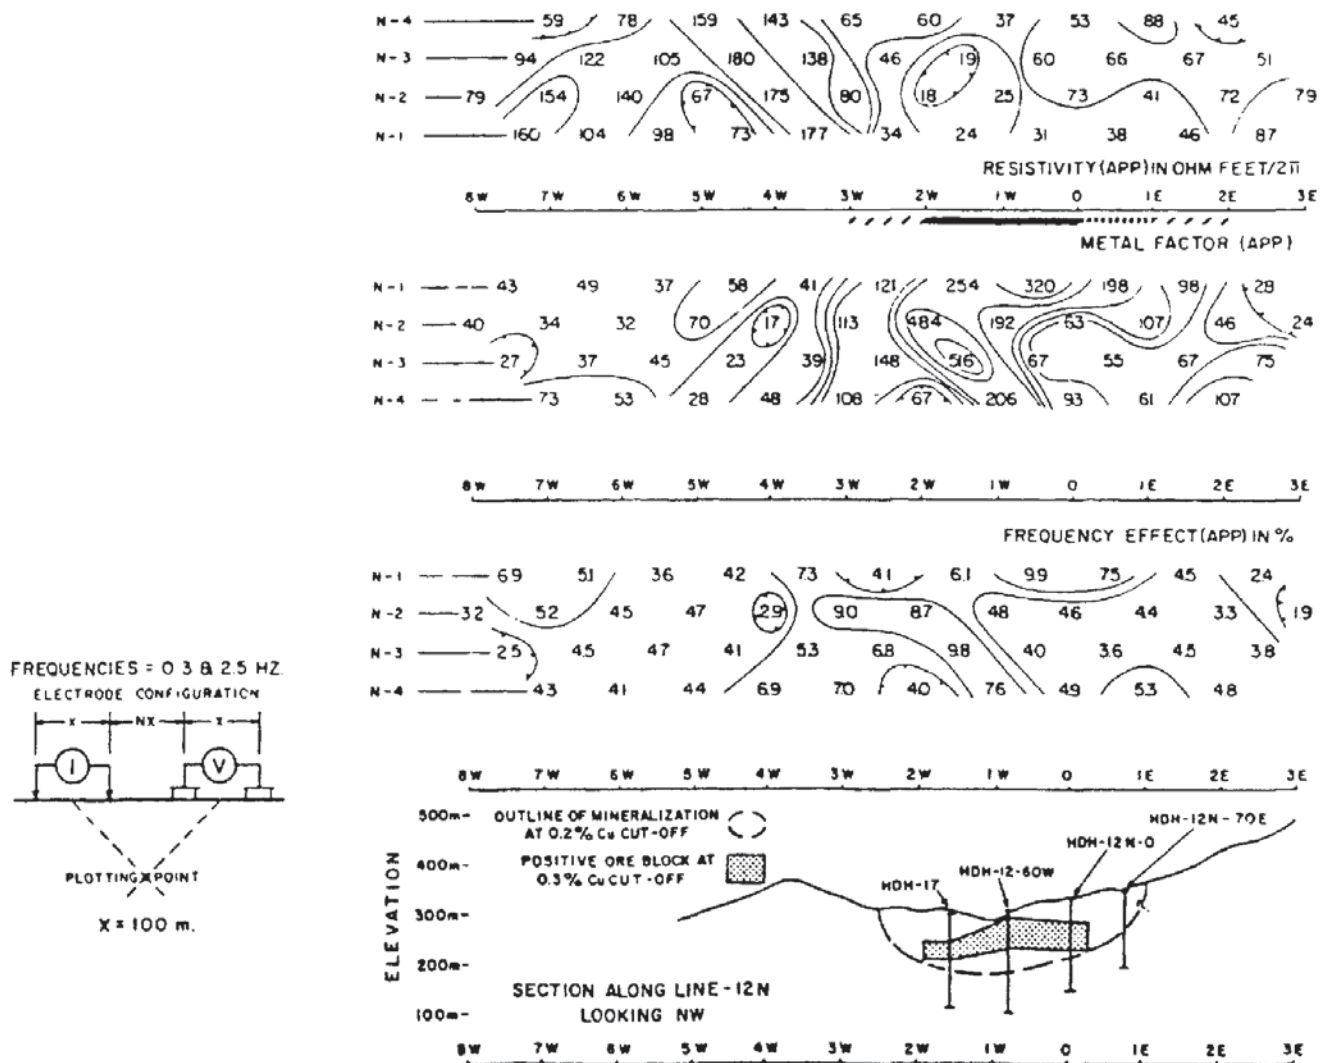 N-4 59 78 159 143 65 60 37 53 88 45
N-3 94 122 105 180 138 46 19 60 66 67 51
N-2 79 154 140 67 175 80 18 25 73 41 72 79
N-1 160 104 98 73 177 34 24 31 38 46 87
RESISTIVITY (APP) IN OHM FEET/2π
8W 7W 6W 5W 4W 3W 2W 1W 0 1E 2E 3E
METAL FACTOR (APP)
N-1 43 49 37 58 41 121 254 320 198 98 28
N-2 40 34 32 70 17 113 484 192 63 107 46 24
N-3 27 37 45 23 39 148 516 67 55 67 75
N-4 73 53 28 48 108 67 206 93 61 107
8W 7W 6W 5W 4W 3W 2W 1W 0 1E 2E 3E
FREQUENCY EFFECT (APP) IN %
N-1 6.9 5.1 3.6 4.2 7.3 4.1 6.1 9.9 7.5 4.5 2.4
N-2 3.2 5.2 4.5 4.7 2.9 9.0 8.7 4.8 4.6 4.4 3.3 1.9
N-3 2.5 4.5 4.7 4.1 5.3 6.8 9.8 4.0 3.6 4.5 3.8
N-4 4.3 4.1 4.4 6.9 7.0 4.0 7.6 4.9 5.3 4.8
FREQUENCIES = 0.3 & 2.5 HZ.
ELECTRODE CONFIGURATION
X NX X
I V
PLOTTING POINT
X = 100 m.
8W 7W 6W 5W 4W 3W 2W 1W 0 1E 2E 3E
ELEVATION
500m-
400m-
300m-
200m-
100m-
OUTLINE OF MINERALIZATION
AT 0.2% Cu CUT-OFF
POSITIVE ORE BLOCK AT
0.3% Cu CUT-OFF
HDH-17
HDH-12-60W
HDH-12N-0
HDH-12N-70E
SECTION ALONG LINE-12N
LOOKING NW
8W 7W 6W 5W 4W 3W 2W 1W 0 1E 2E 3E